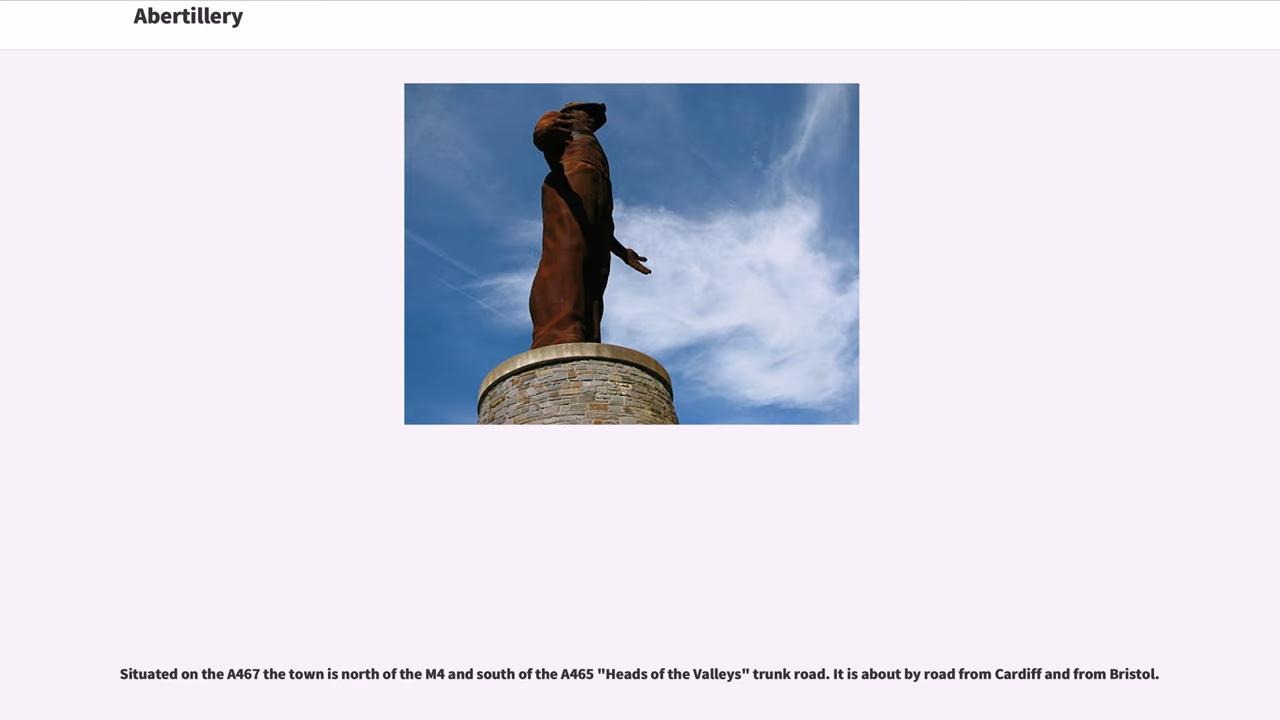 Abertillery
Situated on the A467 the town is north of the M4 and south of the A465 "Heads of the Valleys" trunk road. It is about by road from Cardiff and from Bristol.